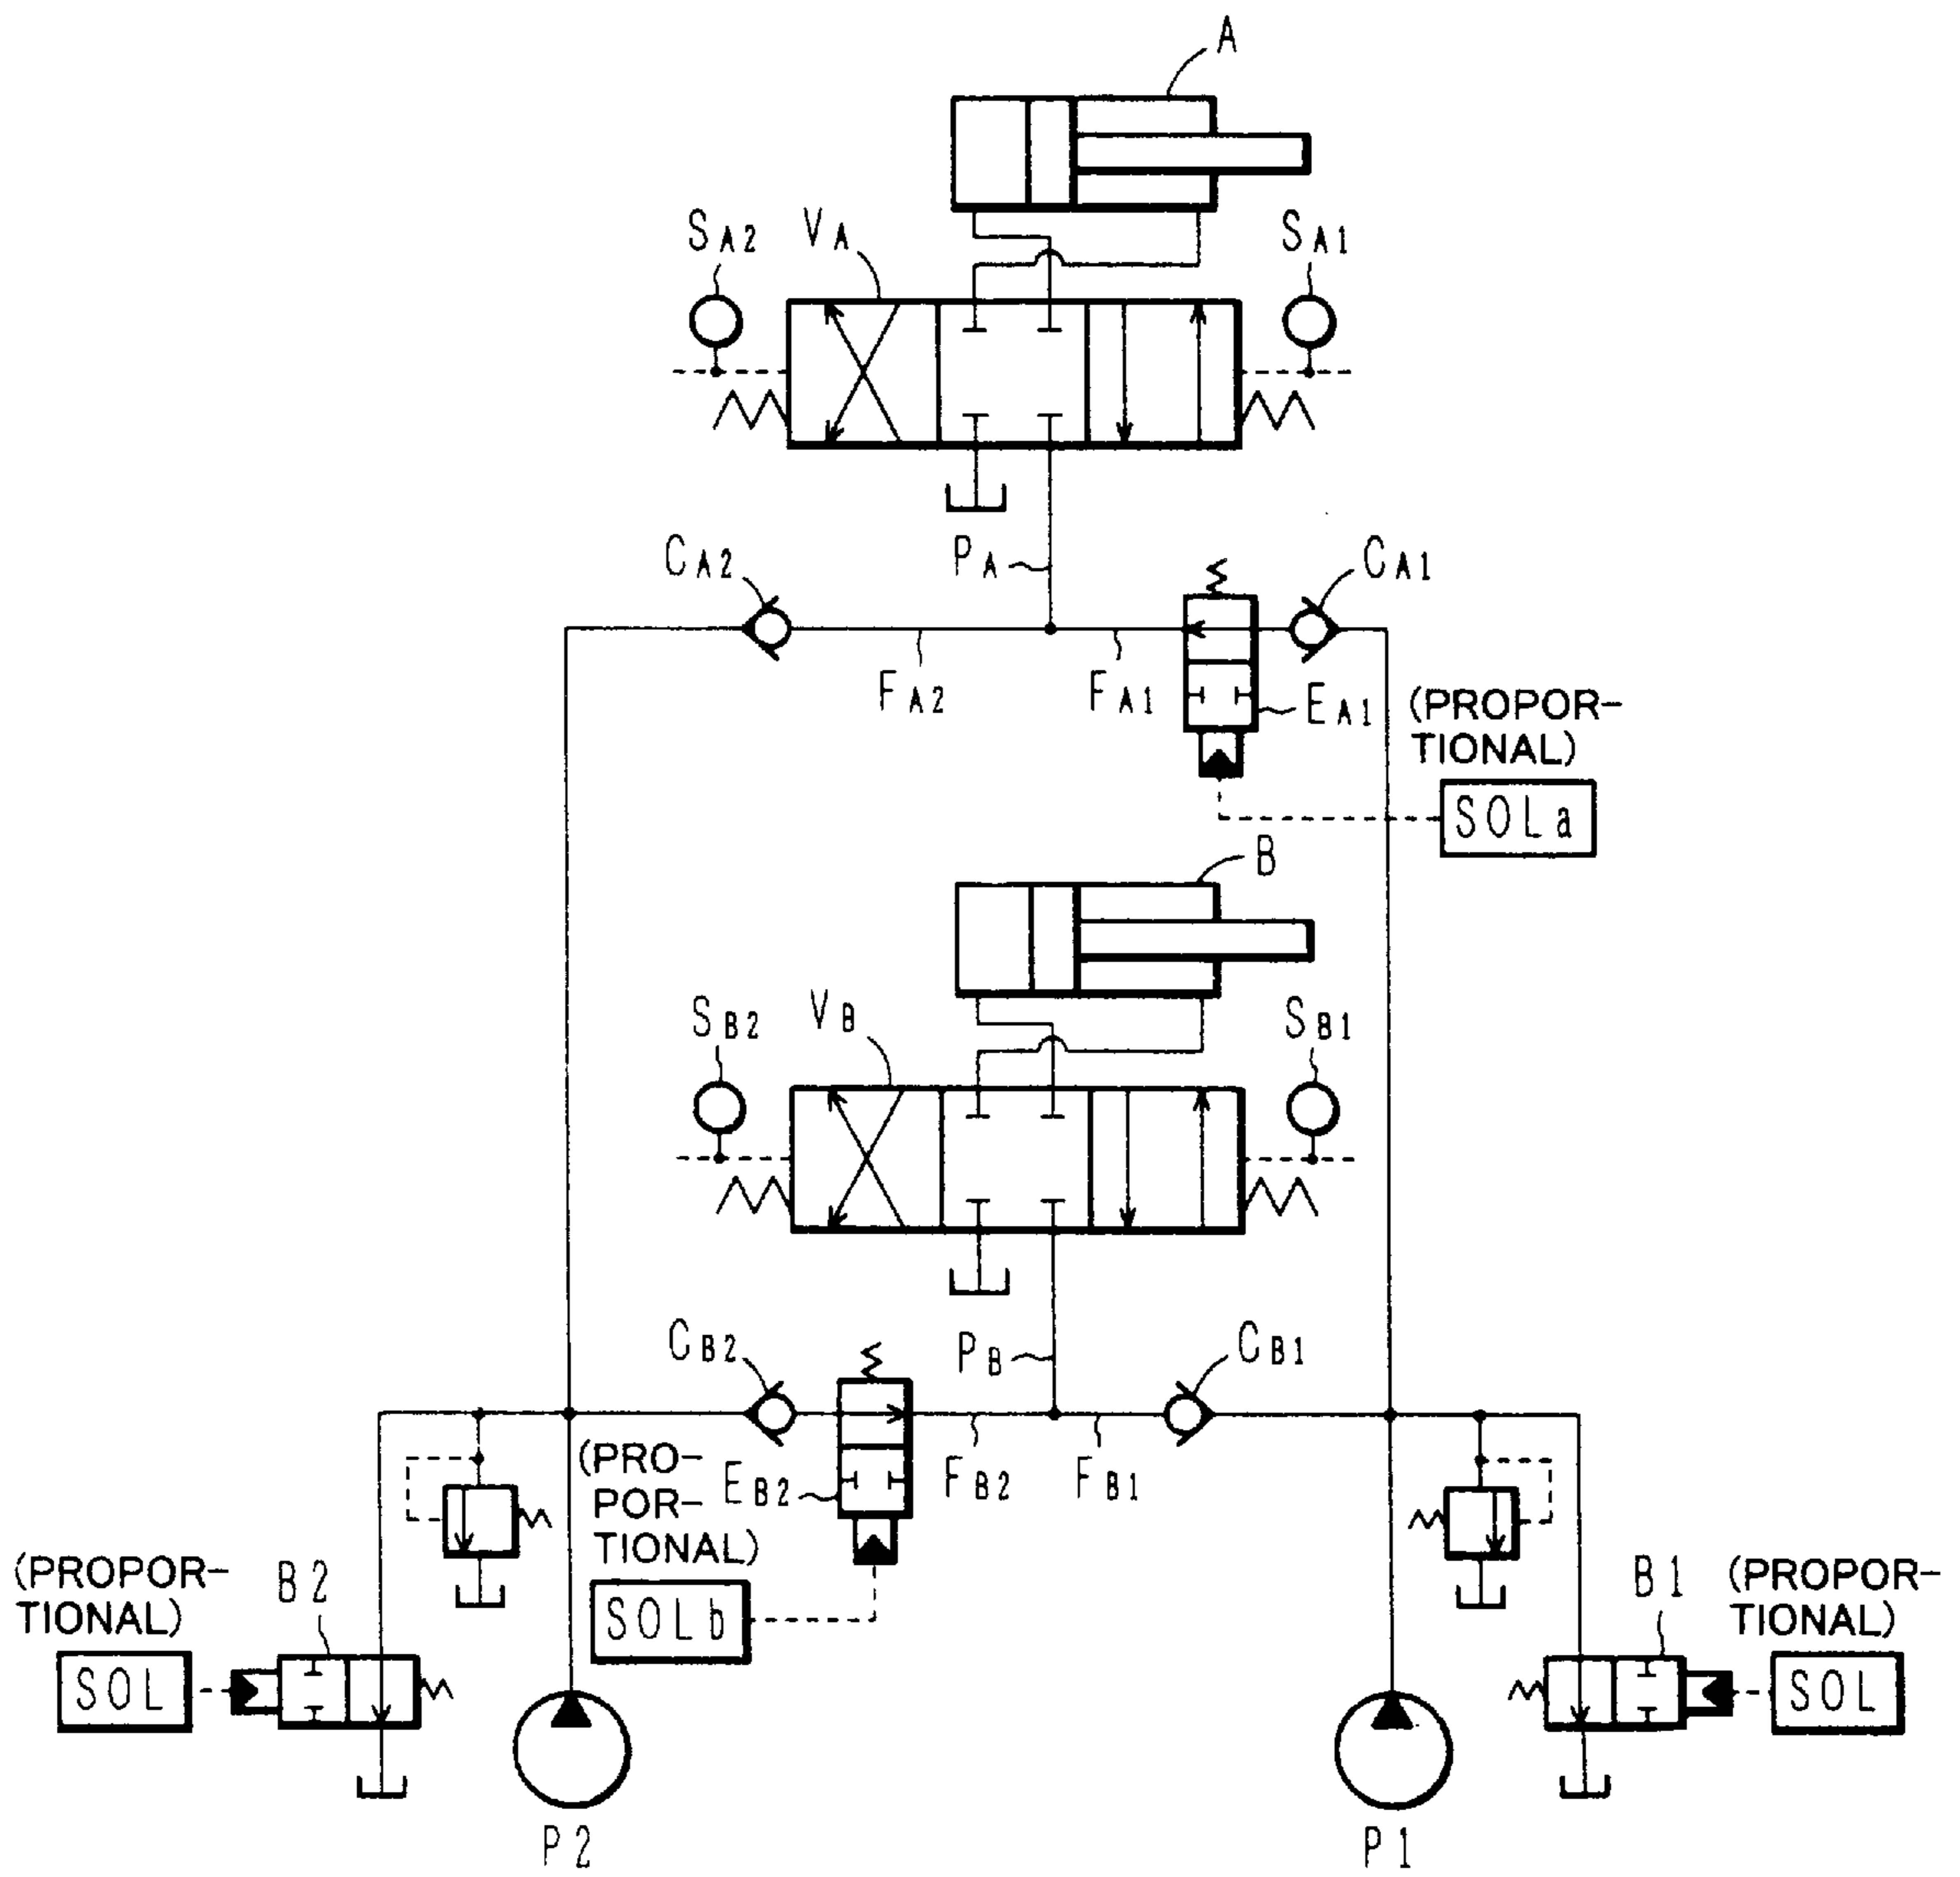 A
SA2
VA
SA1
CA2
PA
CA1
FA2
FA1
EA1
(PROPOR-
TIONAL)
SOLa
B
SB2
VB
SB1
CB2
PB
CB1
(PRO-
POR-
TIONAL)
EB2
FB2
FB1
SOLb
(PROPOR-
TIONAL)
B2
SOL
B1
(PROPOR-
TIONAL)
SOL
P2
P1